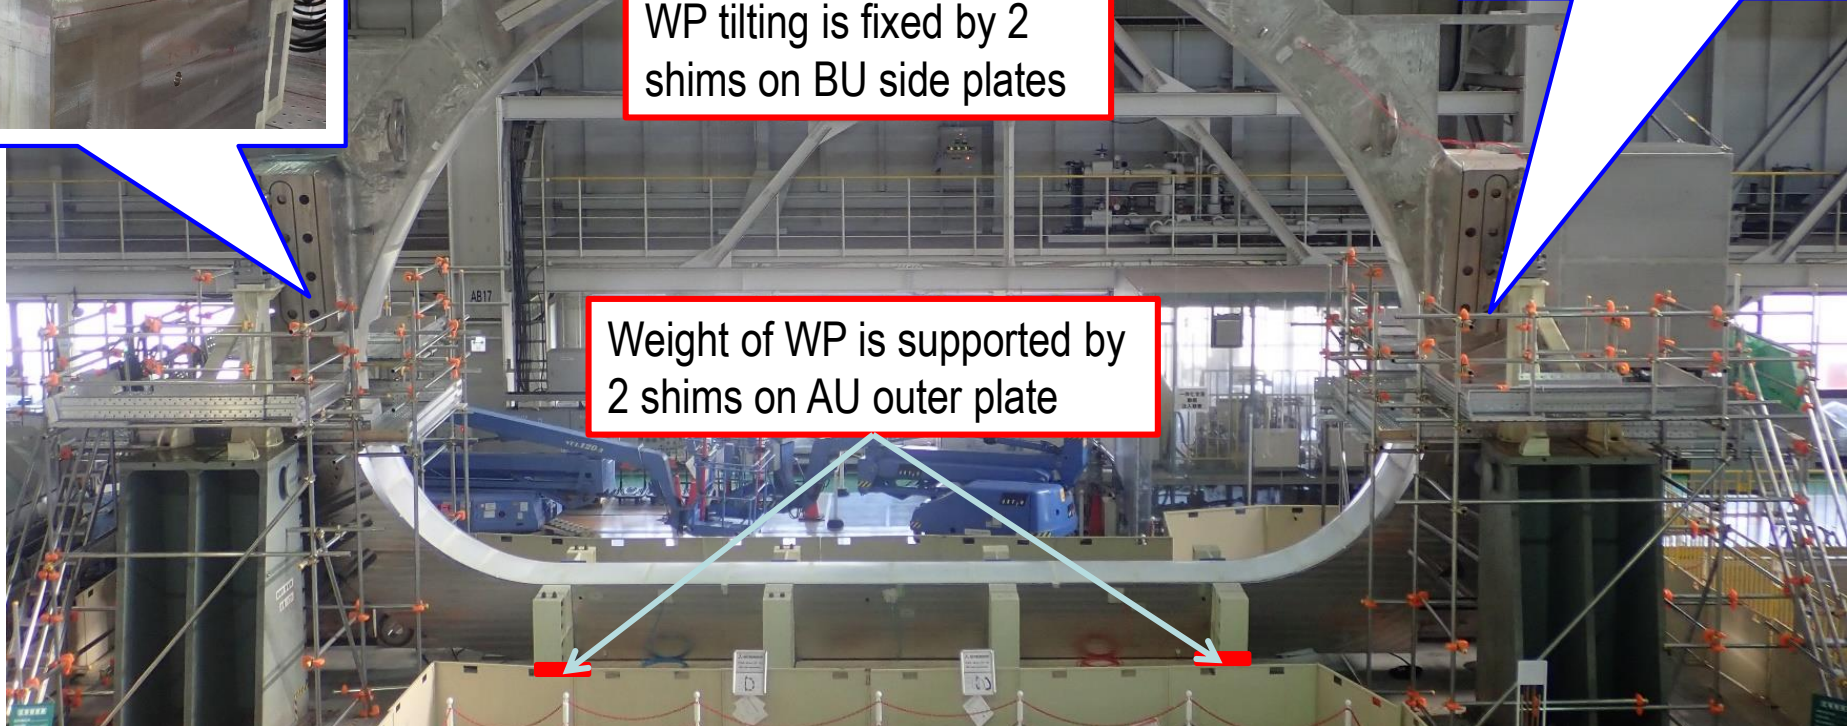 WP tilting is fixed by 2
shims on BU side plates
AB17
Weight of WP is supported by
2 shims on AU outer plate